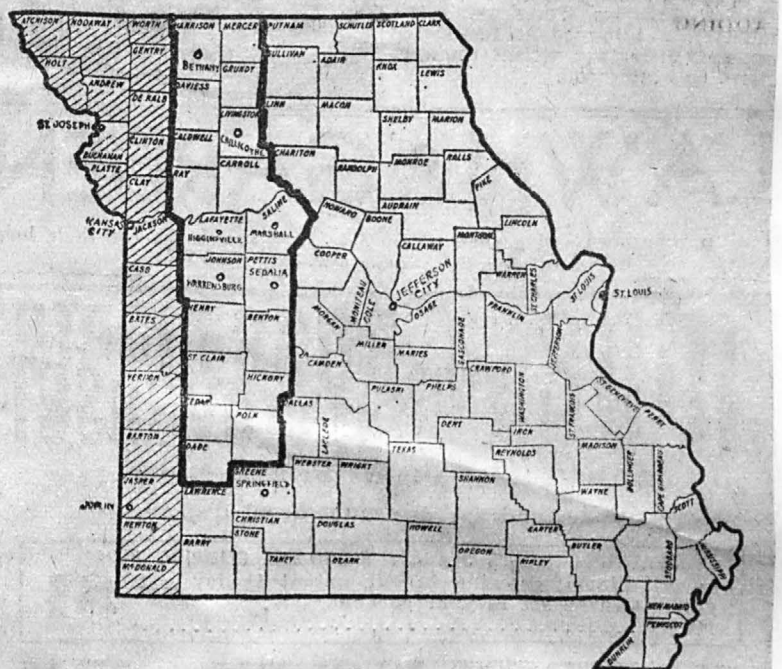 ADDING
ATCHISON NODAWAY WORTH HARRISON MERCER PUTNAM SCHUYLER SCOTLAND CLARK
GENTRY SULLIVAN ADAIR
HOLT BETHANY GRUNDY KNOX LEWIS
ANDREW DAVIESS
DE KALB LINN MACON
LIVINGSTON SHELBY MARION
ST. JOSEPH CLINTON CALDWELL CHILLICOTHE
BUCHANAN CARROLL CHARITON RANDOLPH MONROE RALLS
PLATTE CLAY RAY PIKE
AUDRAIN
KANSAS CITY JACKSON LAFAYETTE SALINE HOWARD BOONE LINCOLN
HIGGINVILLE MARSHALL CALLAWAY MONTGOM
COOPER WARREN ST. CHARLES ST. LOUIS
CASS JOHNSON PETTIS
WARRENSBURG SEDALIA MONITEAU COLE JEFFERSON CITY ST. LOUIS
HENRY BENTON MORGAN OSAGE GASCONADE FRANKLIN JEFFERSON
BATES MILLER MARIES
ST. CLAIR CAMDEN CRAWFORD WASHINGTON
VERNON HICKORY PULASKI PHELPS ST. FRANCOIS STE. GENEVIEVE PERRY
CEDAR POLK DALLAS LACLEDE DENT IRON
BARTON DADE TEXAS REYNOLDS MADISON BOLLINGER CAPE GIRARDEAU
GREENE WEBSTER WRIGHT SHANNON
JASPER LAWRENCE SPRINGFIELD WAYNE
JOPLIN SCOTT
NEWTON CHRISTIAN DOUGLAS HOWELL CARTER
BARRY STONE OREGON BUTLER STODDARD MISSISSIPPI
McDONALD TANEY OZARK RIPLEY
NEW MADRID
PEMISCOT
DUNKLIN